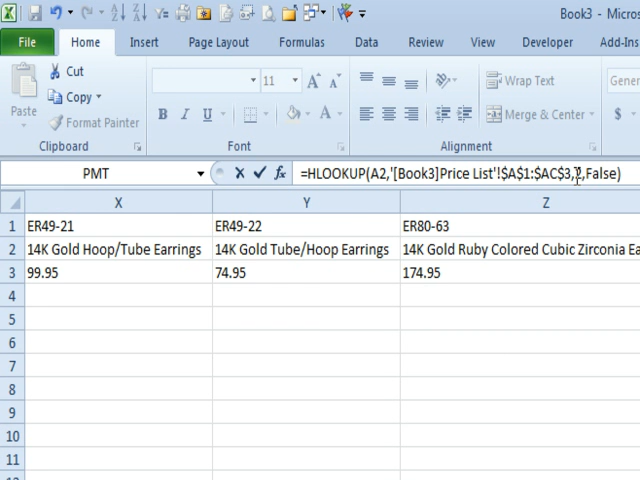 Book3 - Micros
File Home Insert Page Layout Formulas Data Review View Developer Add-Ins
Cut
Copy
Format Painter
Paste
11 A A
B I U A
Wrap Text
Merge & Center
Gener
$
Clipboard Font Alignment
PMT fx =HLOOKUP(A2,'[Book3]Price List'!$A$1:$AC$3,2,False)
X Y Z
1 ER49-21 ER49-22 ER80-63
2 14K Gold Hoop/Tube Earrings 14K Gold Tube/Hoop Earrings 14K Gold Ruby Colored Cubic Zirconia Ea
3 99.95 74.95 174.95
4
5
6
7
8
9
10
11